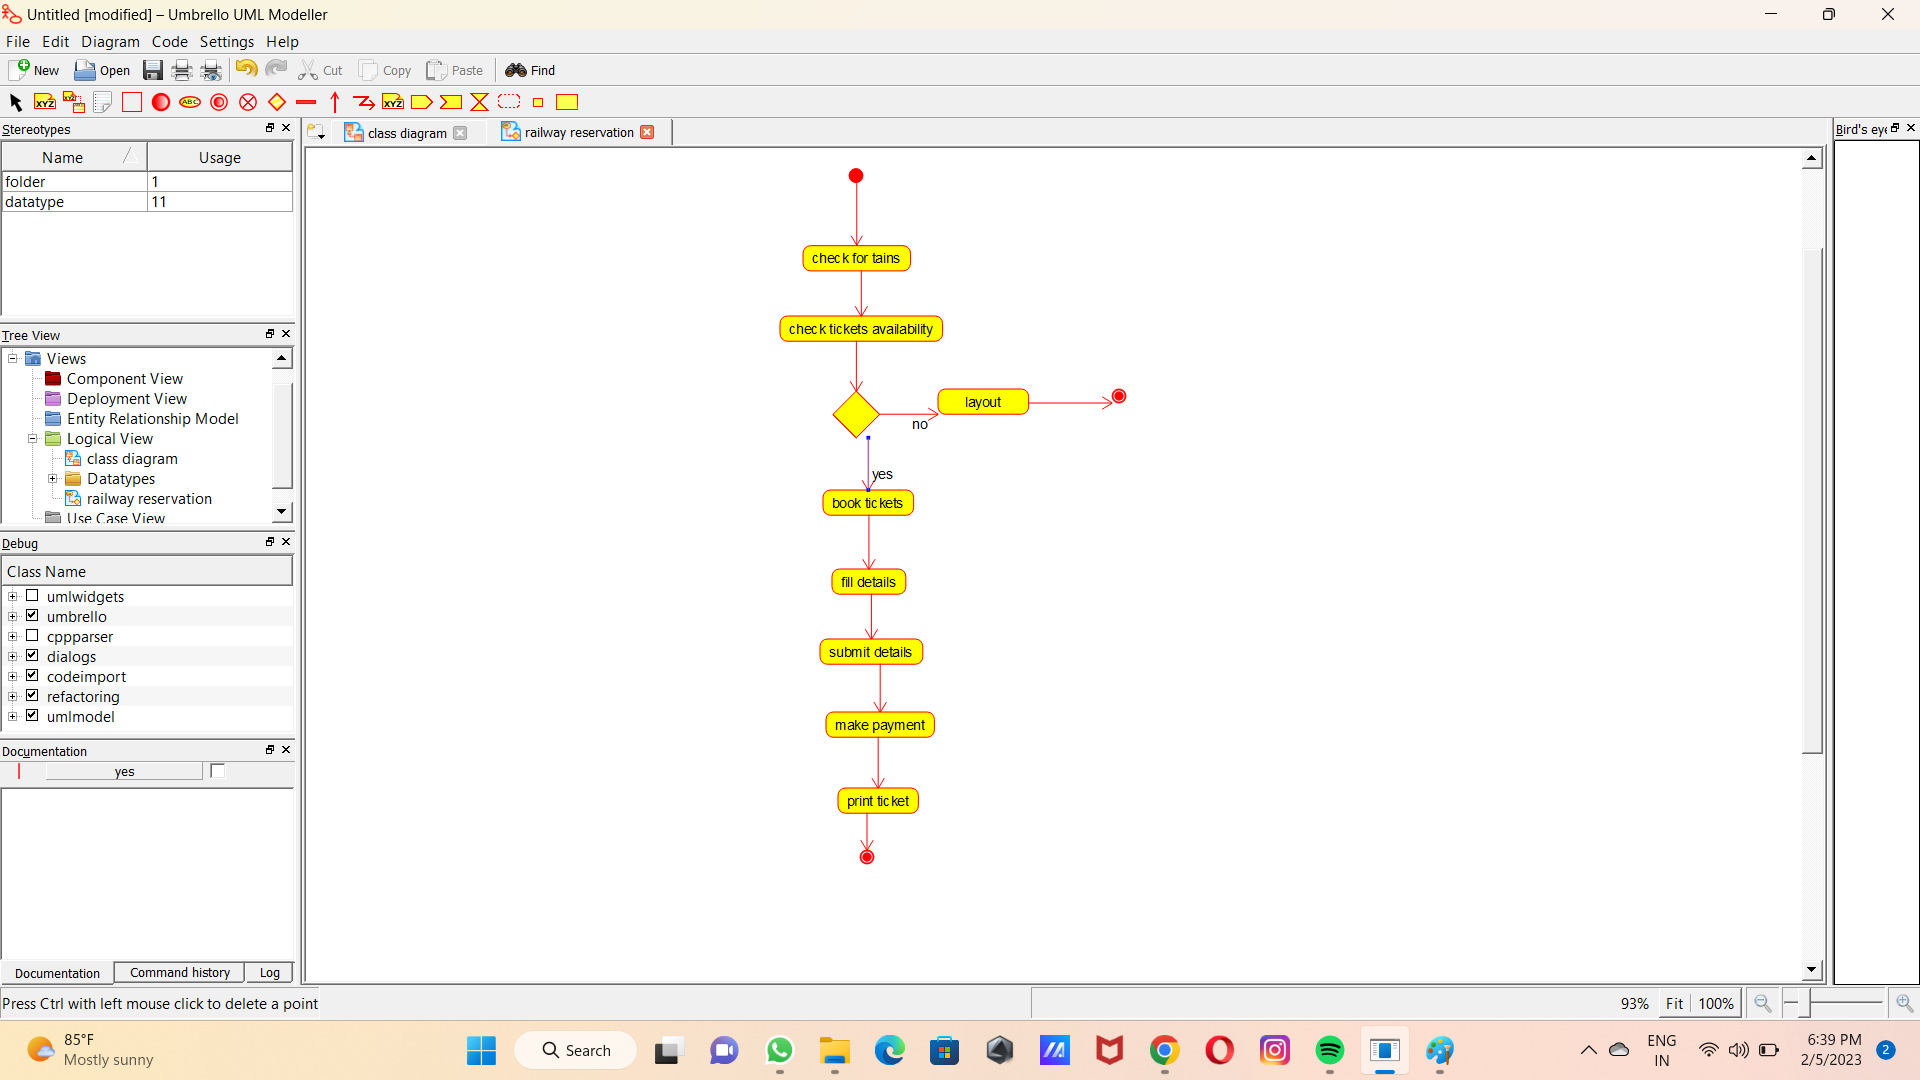 Untitled [modified] – Umbrello UML Modeller
File Edit Diagram Code Settings Help
New Open Cut Copy Paste Find
XYZ XYZ ABC XYZ
Stereotypes
Name Usage
folder 1
datatype 11
Tree View
Views
Component View
Deployment View
Entity Relationship Model
Logical View
class diagram
Datatypes
railway reservation
Use Case View
Debug
Class Name
umlwidgets
umbrello
cppparser
dialogs
codeimport
refactoring
umlmodel
Documentation
yes
Documentation Command history Log
class diagram railway reservation
check for tains
check tickets availability
layout
no
yes
book tickets
fill details
submit details
make payment
print ticket
Bird's eye
Press Ctrl with left mouse click to delete a point
93% Fit 100%
85°F
Mostly sunny
Search
ENG
IN
6:39 PM
2/5/2023
2